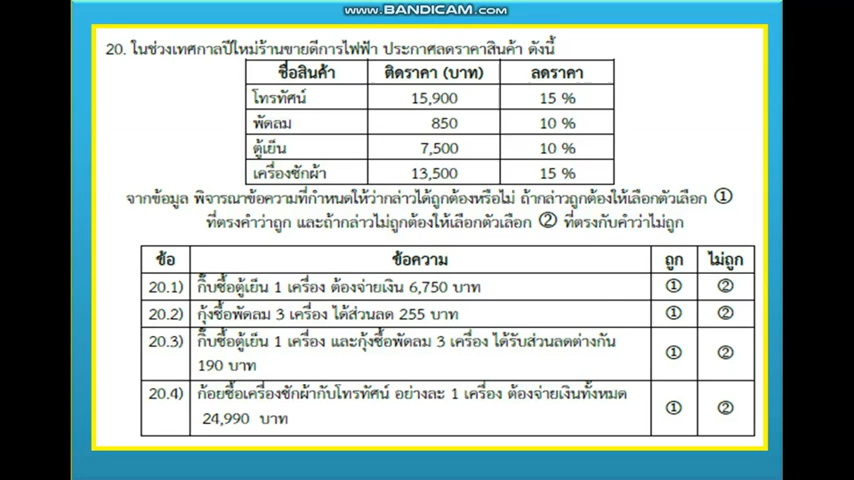 www.BANDICAM.com
20. ในช่วงเทศกาลปีใหม่ร้านขายดีการไฟฟ้า ประกาศลดราคาสินค้า ดังนี้
ชื่อสินค้า ติดราคา (บาท) ลดราคา
โทรทัศน์ 15,900 15 %
พัดลม 850 10 %
ตู้เย็น 7,500 10 %
เครื่องซักผ้า 13,500 15 %
จากข้อมูล พิจารณาข้อความที่กำหนดให้ว่ากล่าวได้ถูกต้องหรือไม่ ถ้ากล่าวถูกต้องให้เลือกตัวเลือก ①
ที่ตรงคำว่าถูก และถ้ากล่าวไม่ถูกต้องให้เลือกตัวเลือก ② ที่ตรงกับคำว่าไม่ถูก
ข้อ ข้อความ ถูก ไม่ถูก
20.1) กิ๊บซื้อตู้เย็น 1 เครื่อง ต้องจ่ายเงิน 6,750 บาท ① ②
20.2) กุ้งซื้อพัดลม 3 เครื่อง ได้ส่วนลด 255 บาท ① ②
20.3) กิ๊บซื้อตู้เย็น 1 เครื่อง และกุ้งซื้อพัดลม 3 เครื่อง ได้รับส่วนลดต่างกัน ① ②
190 บาท
20.4) ก้อยซื้อเครื่องซักผ้ากับโทรทัศน์ อย่างละ 1 เครื่อง ต้องจ่ายเงินทั้งหมด ① ②
24,990 บาท